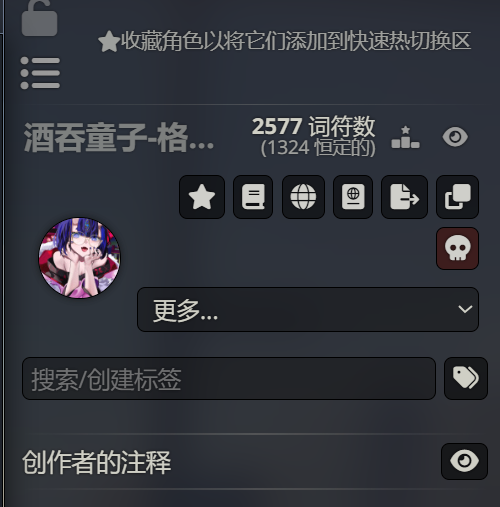 收藏角色以将它们添加到快速热切换区
酒吞童子-格...
2577 词符数
(1324 恒定的)
更多...
搜索/创建标签
创作者的注释